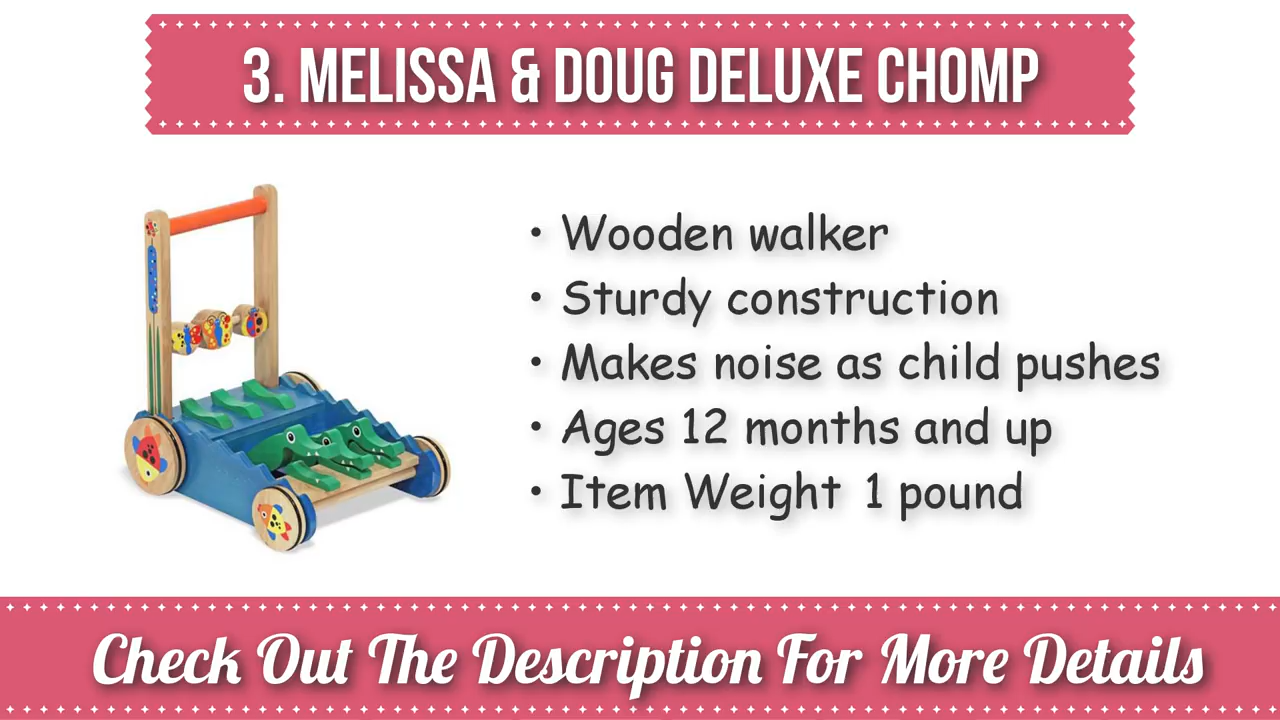 3. MELISSA & DOUG DELUXE CHOMP
• Wooden walker
• Sturdy construction
• Makes noise as child pushes
• Ages 12 months and up
• Item Weight 1 pound
Check Out The Description For More Details